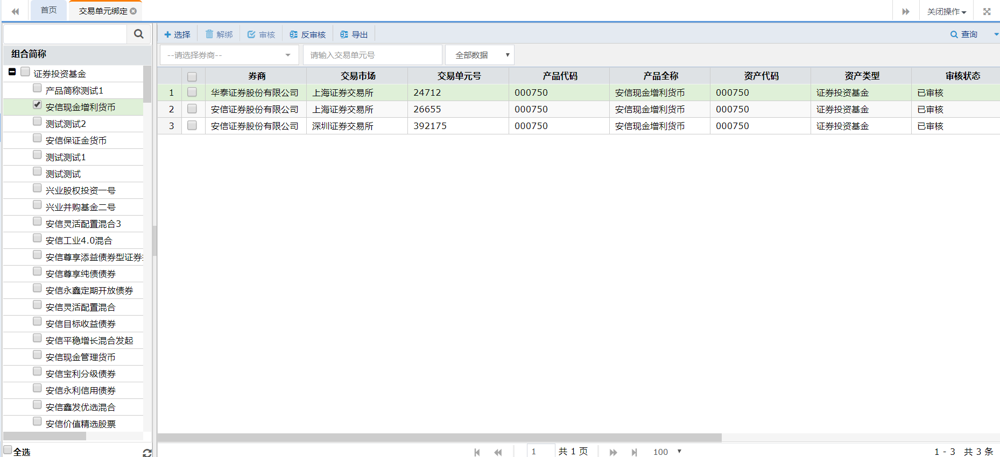 首页 交易单元绑定 关闭操作
选择 解绑 审核 反审核 导出 查询
--请选择券商-- 请输入交易单元号 全部数据
组合简称
证券投资基金
产品简称测试1
安信现金增利货币
测试测试2
安信保证金货币
测试测试1
测试测试
兴业股权投资一号
兴业并购基金二号
安信灵活配置混合3
安信工业4.0混合
安信尊享添益债券型证券
安信尊享纯债债券
安信永鑫定期开放债券
安信灵活配置混合
安信目标收益债券
安信平稳增长混合发起
安信现金管理货币
安信宝利分级债券
安信永利信用债券
安信鑫发优选混合
安信价值精选股票
全选
券商 交易市场 交易单元号 产品代码 产品全称 资产代码 资产类型 审核状态
1 华泰证券股份有限公司 上海证券交易所 24712 000750 安信现金增利货币 000750 证券投资基金 已审核
2 安信证券股份有限公司 上海证券交易所 26655 000750 安信现金增利货币 000750 证券投资基金 已审核
3 安信证券股份有限公司 深圳证券交易所 392175 000750 安信现金增利货币 000750 证券投资基金 已审核
1 共 1 页 100 1 - 3 共 3 条